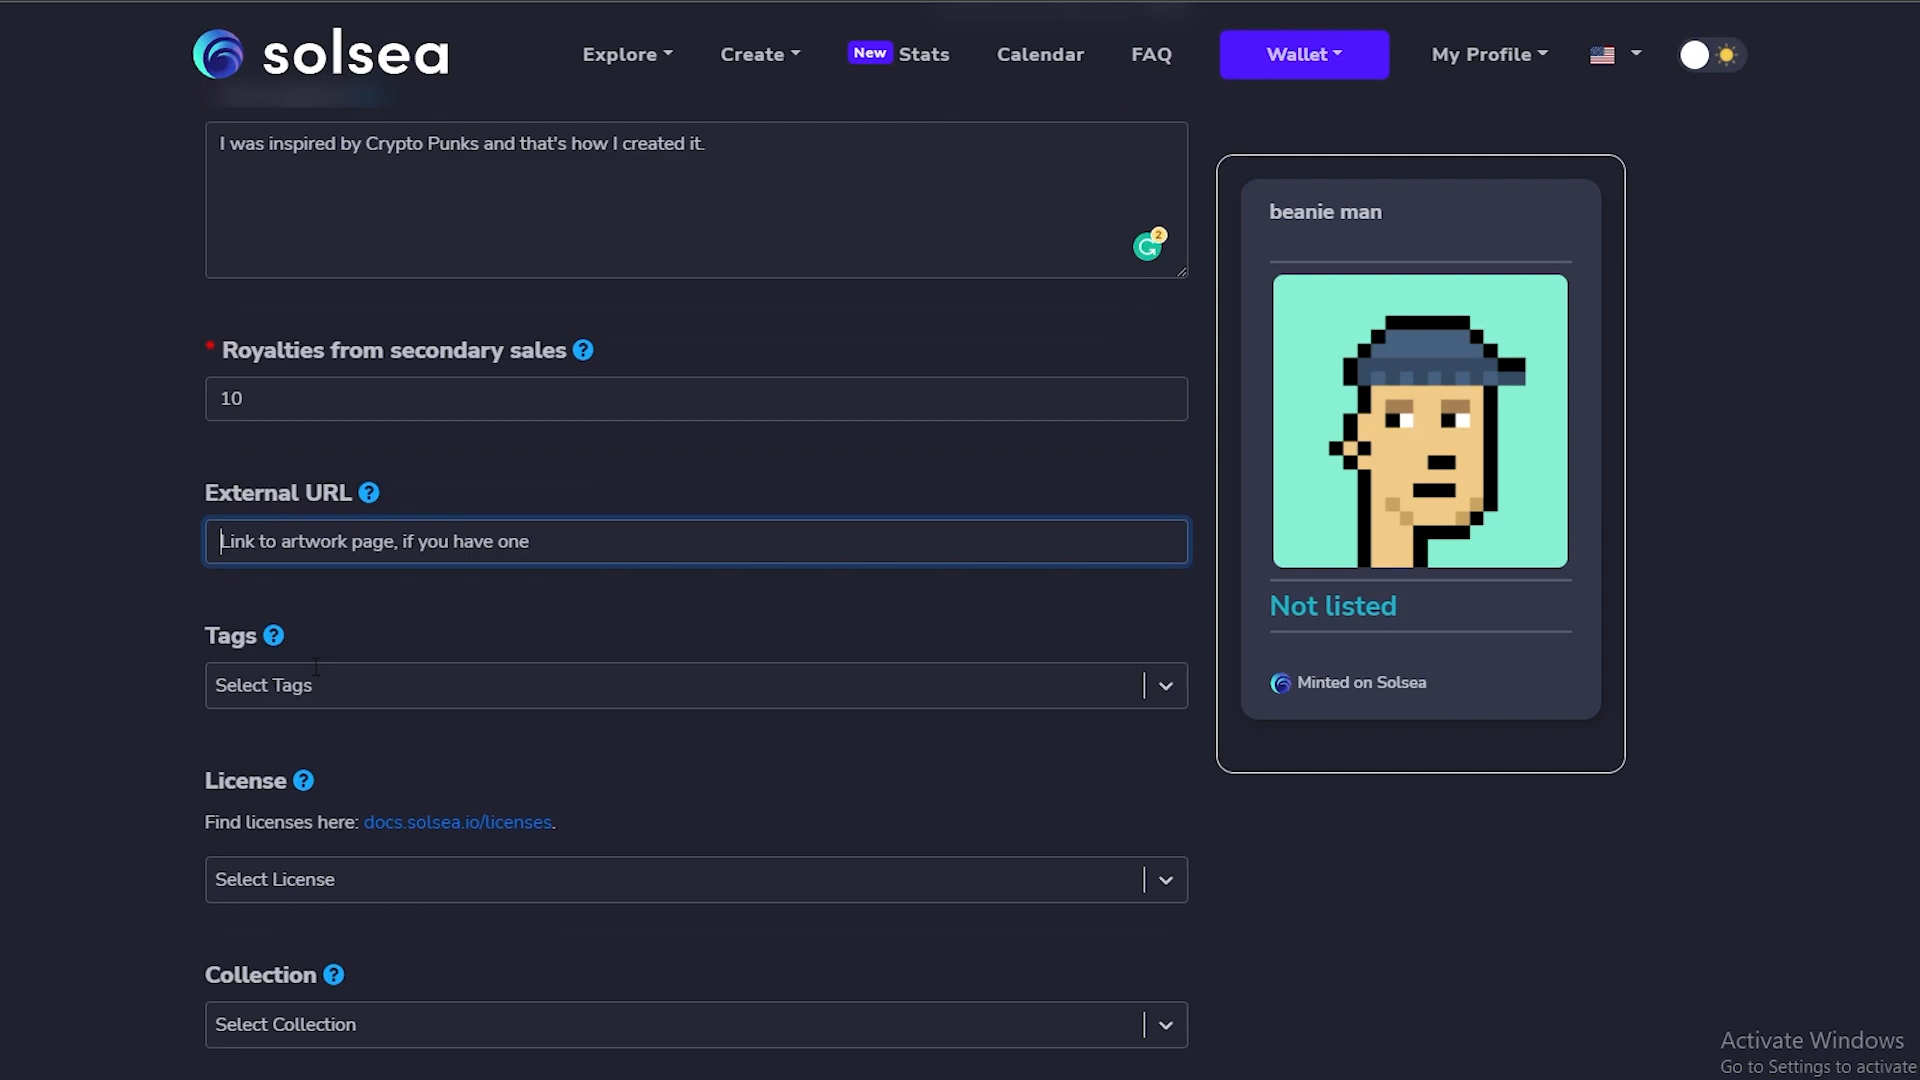 solsea
Explore
Create
New Stats
Calendar
FAQ
Wallet
My Profile
I was inspired by Crypto Punks and that's how I created it.
2
* Royalties from secondary sales ?
10
External URL ?
Link to artwork page, if you have one
Tags ?
Select Tags
License ?
Find licenses here: docs.solsea.io/licenses.
Select License
Collection ?
Select Collection
beanie man
Not listed
Minted on Solsea
Activate Windows
Go to Settings to activate